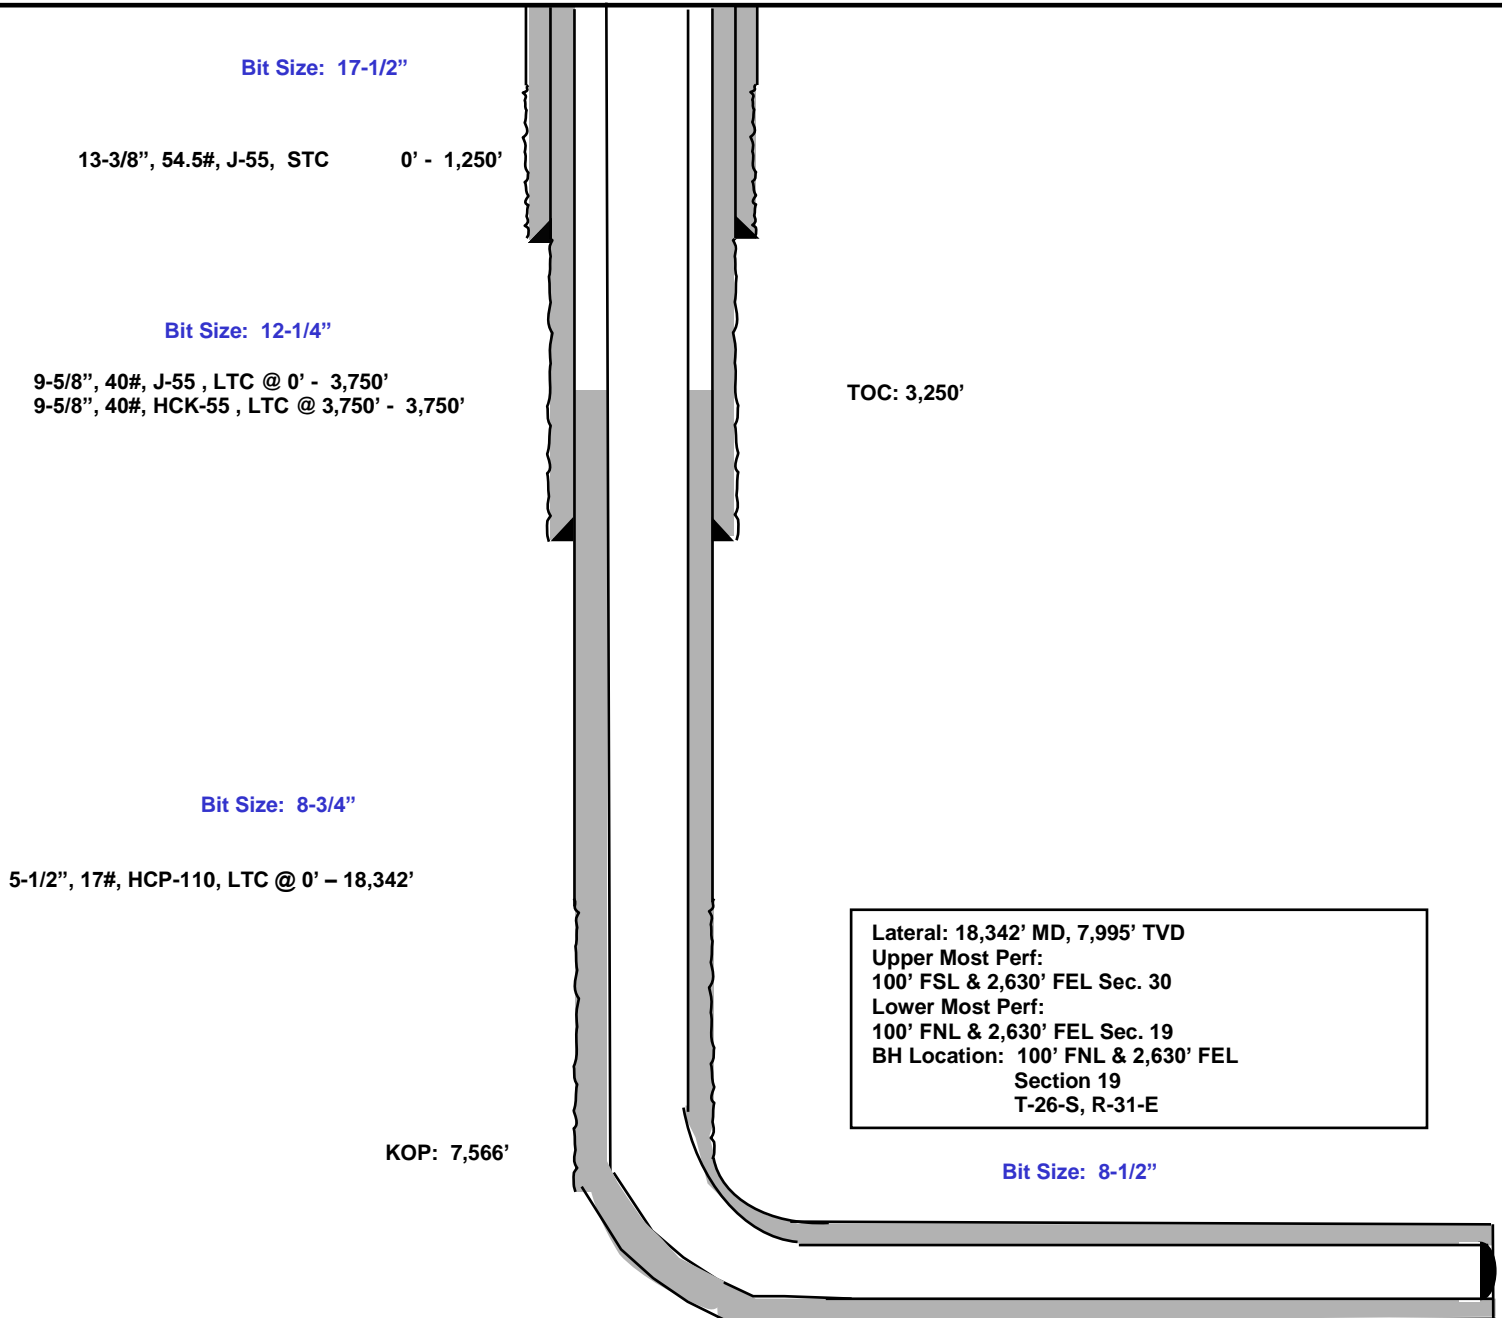 Bit Size: 17-1/2”
13-3/8”, 54.5#, J-55, STC 0’ - 1,250’
Bit Size: 12-1/4”
9-5/8”, 40#, J-55 , LTC @ 0’ - 3,750’
9-5/8”, 40#, HCK-55 , LTC @ 3,750’ - 3,750’
TOC: 3,250’
Bit Size: 8-3/4”
5-1/2”, 17#, HCP-110, LTC @ 0’ – 18,342’
Lateral: 18,342’ MD, 7,995’ TVD
Upper Most Perf:
100’ FSL & 2,630’ FEL Sec. 30
Lower Most Perf:
100’ FNL & 2,630’ FEL Sec. 19
BH Location: 100’ FNL & 2,630’ FEL
Section 19
T-26-S, R-31-E
KOP: 7,566’
Bit Size: 8-1/2”